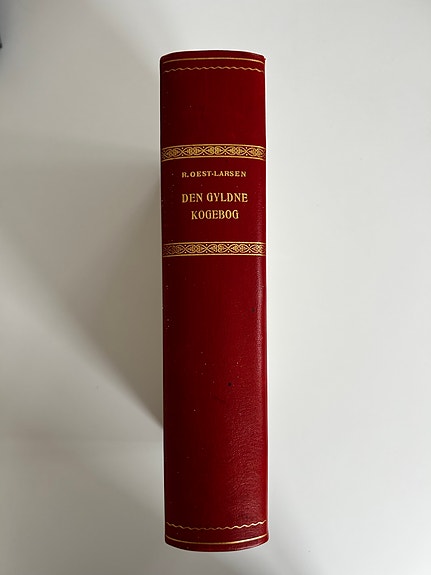 R. OEST-LARSEN
DEN GYLDNE
KOGEBOG